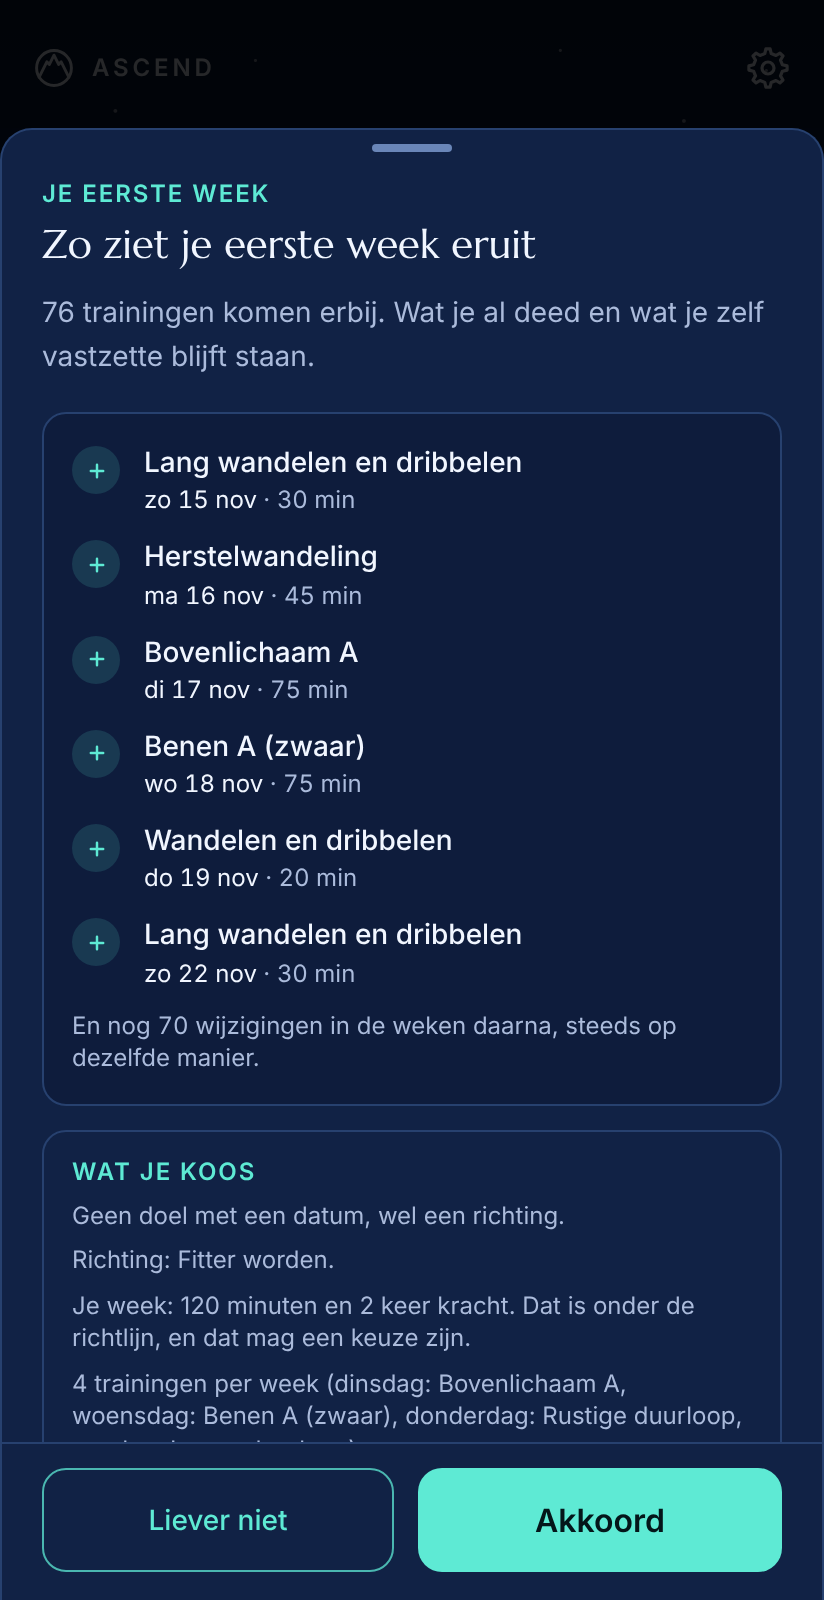 ASCEND
JE EERSTE WEEK
Zo ziet je eerste week eruit
76 trainingen komen erbij. Wat je al deed en wat je zelf
vastzette blijft staan.
Lang wandelen en dribbelen
zo 15 nov · 30 min
Herstelwandeling
ma 16 nov · 45 min
Bovenlichaam A
di 17 nov · 75 min
Benen A (zwaar)
wo 18 nov · 75 min
Wandelen en dribbelen
do 19 nov · 20 min
Lang wandelen en dribbelen
zo 22 nov · 30 min
En nog 70 wijzigingen in de weken daarna, steeds op
dezelfde manier.
WAT JE KOOS
Geen doel met een datum, wel een richting.
Richting: Fitter worden.
Je week: 120 minuten en 2 keer kracht. Dat is onder de
richtlijn, en dat mag een keuze zijn.
4 trainingen per week (dinsdag: Bovenlichaam A,
woensdag: Benen A (zwaar), donderdag: Rustige duurloop,
Liever niet
Akkoord